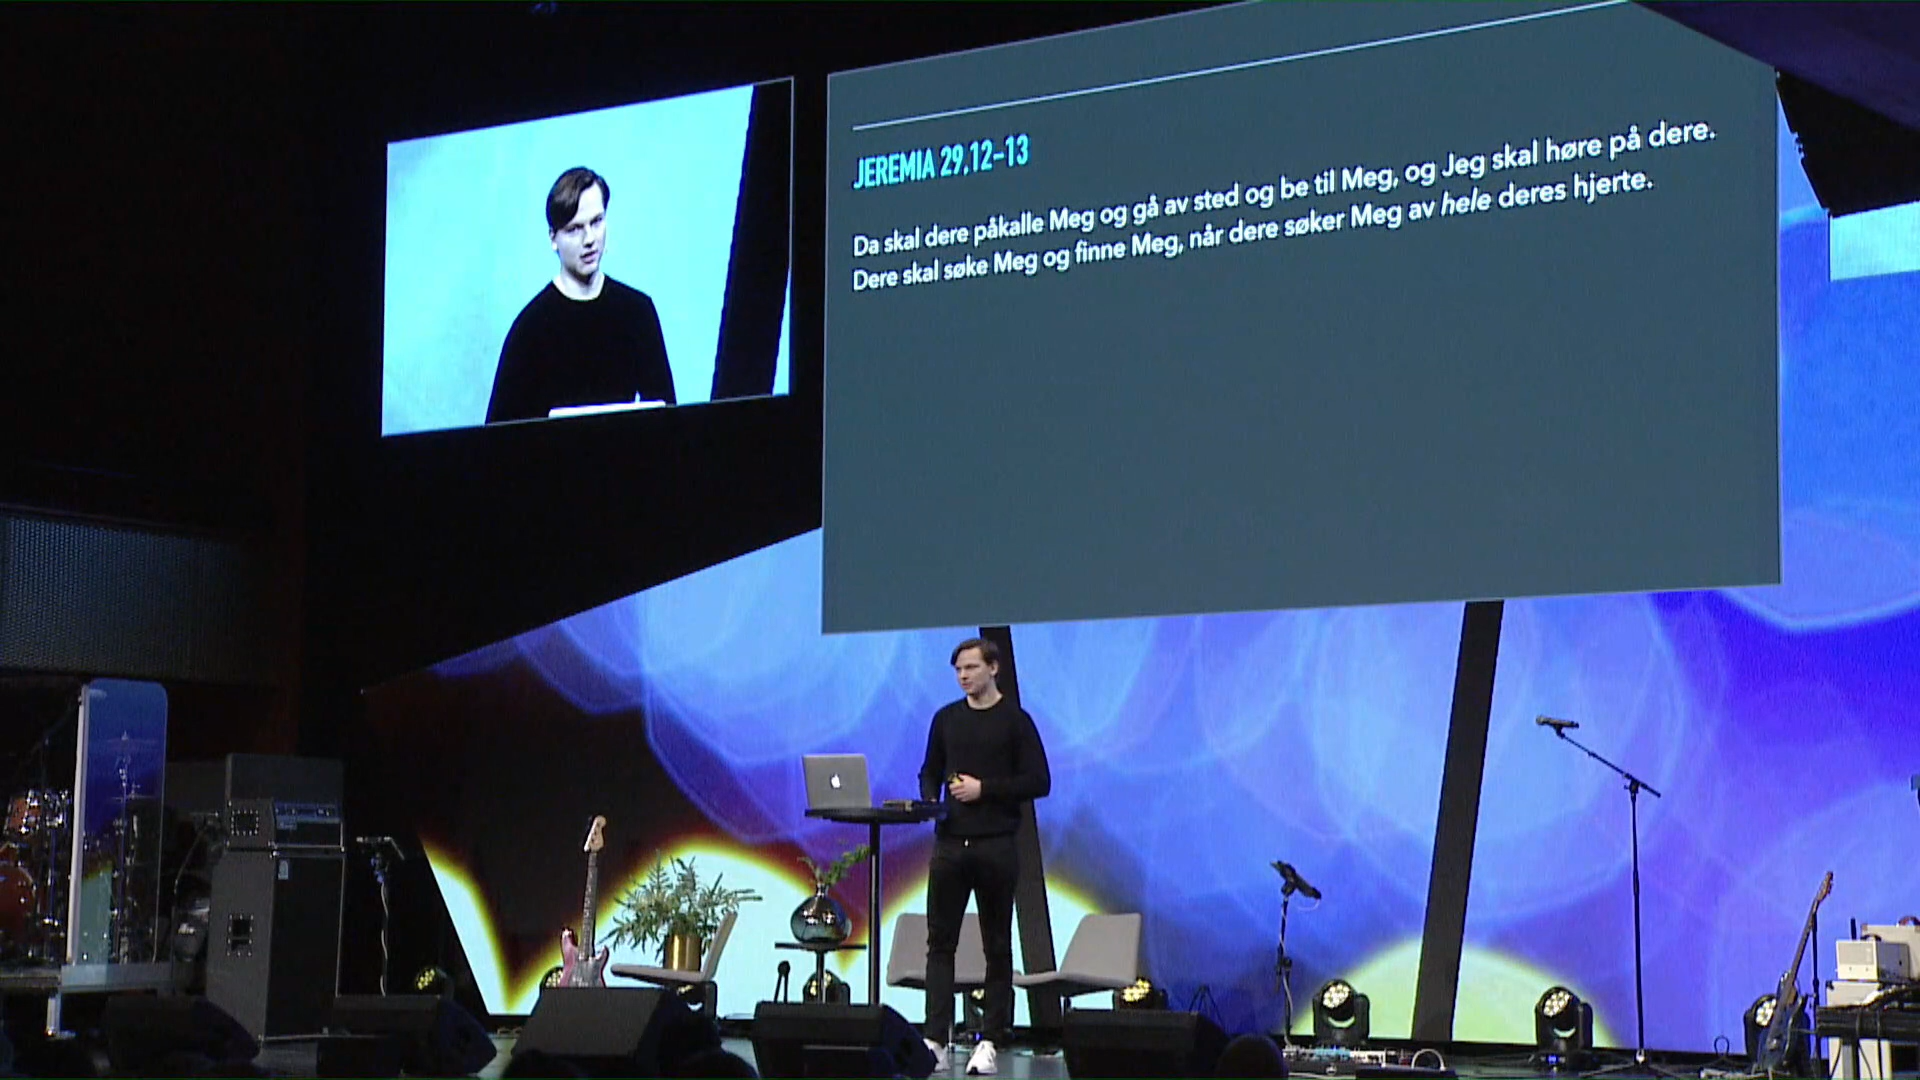 JEREMIA 29,12-13
Da skal dere påkalle Meg og gå av sted og be til Meg, og Jeg skal høre på dere.
Dere skal søke Meg og finne Meg, når dere søker Meg av hele deres hjerte.